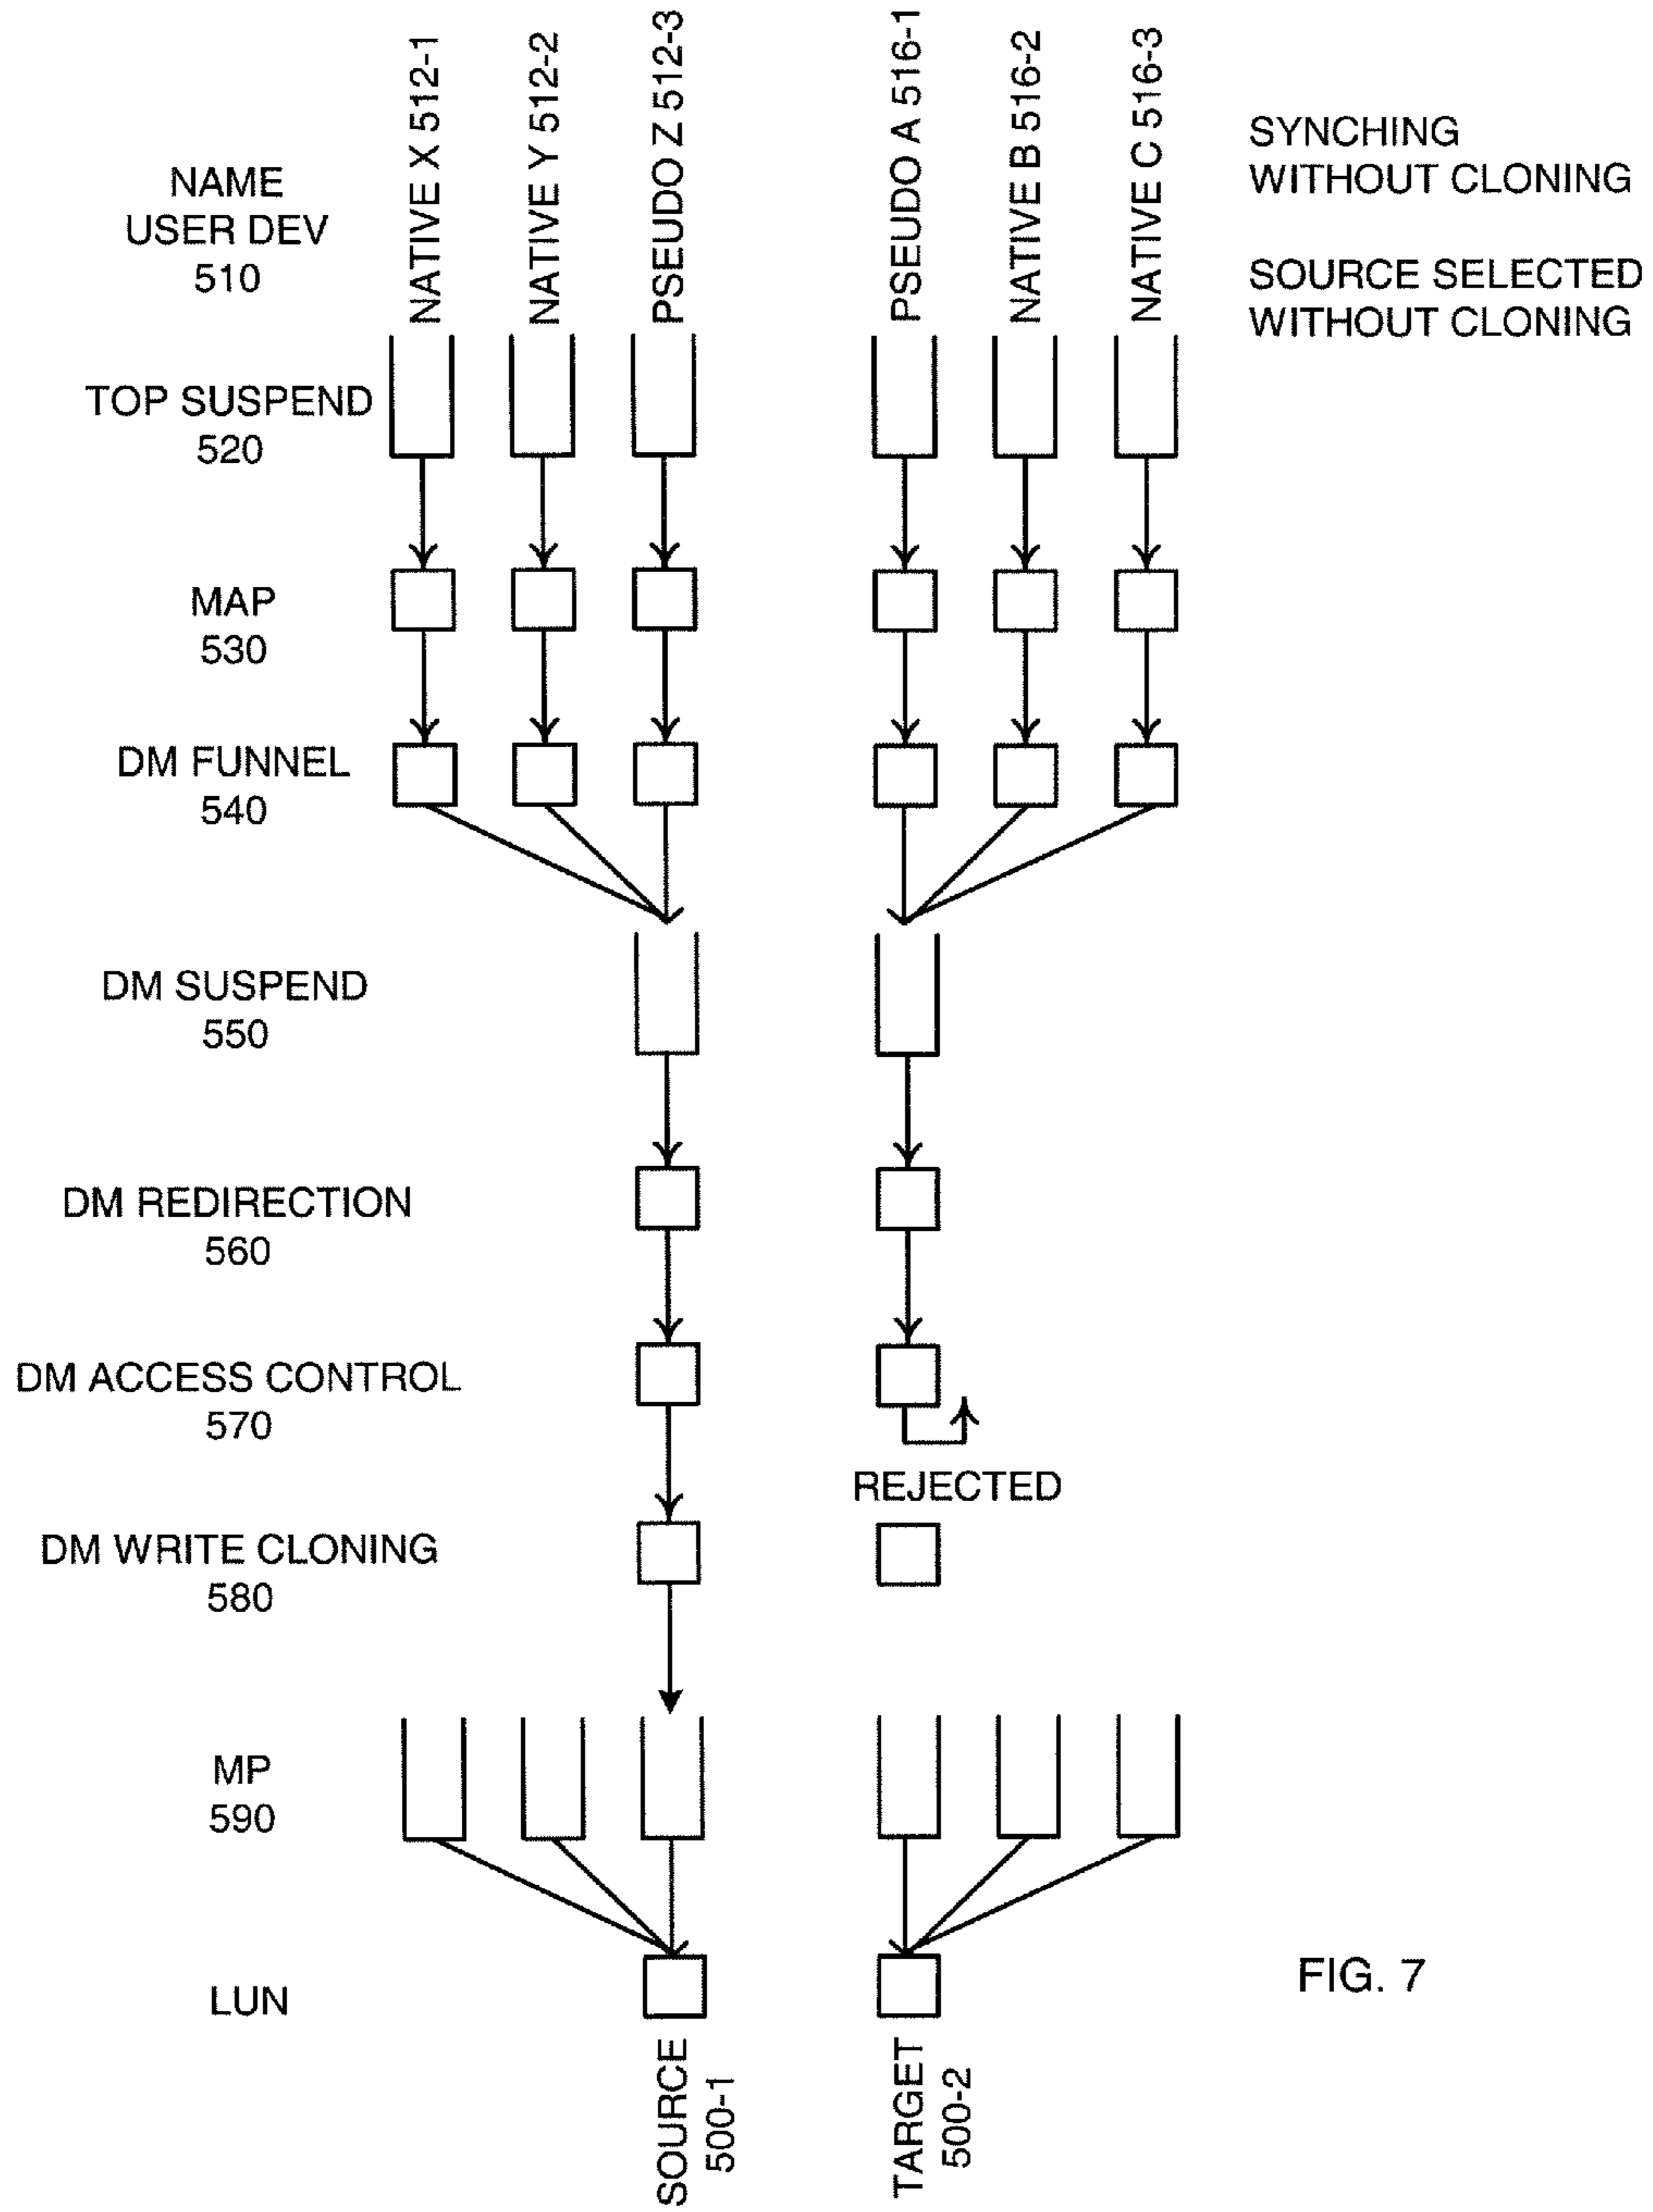 NATIVE X 512-1
NATIVE Y 512-2
PSEUDO Z 512-3
PSEUDO A 516-1
NATIVE B 516-2
NATIVE C 516-3
SYNCHING
WITHOUT CLONING
SOURCE SELECTED
WITHOUT CLONING
NAME
USER DEV
510
TOP SUSPEND
520
MAP
530
DM FUNNEL
540
DM SUSPEND
550
DM REDIRECTION
560
DM ACCESS CONTROL
570
REJECTED
DM WRITE CLONING
580
MP
590
LUN
SOURCE
500-1
TARGET
500-2
FIG. 7